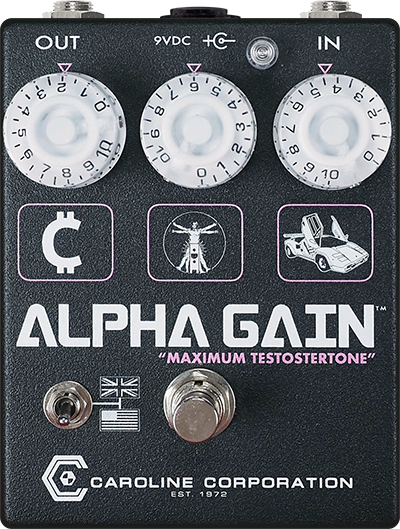 OUT 9VDC IN
ALPHA GAIN™
"MAXIMUM TESTOSTERTONE"
CAROLINE CORPORATION
EST. 1972